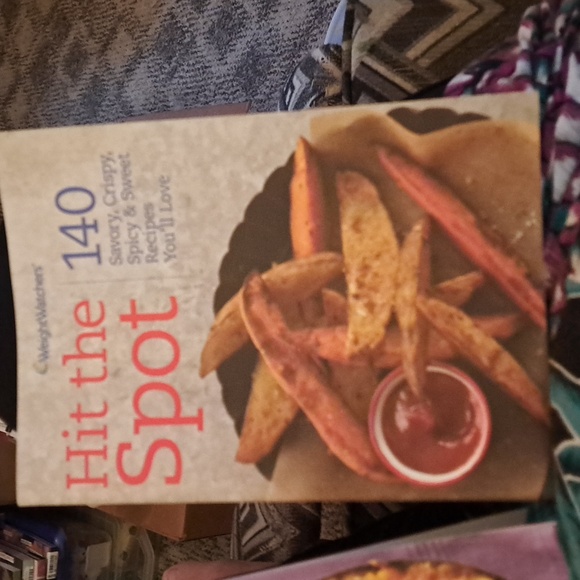 WeightWatchers
Hit the
Spot
140
Savory, Crispy,
Spicy & Sweet
Recipes
You'll Love